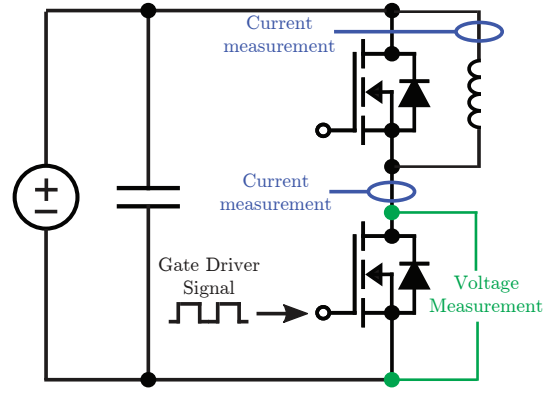 Current
measurement
Current
measurement
Gate Driver
Signal
Voltage
Measurement